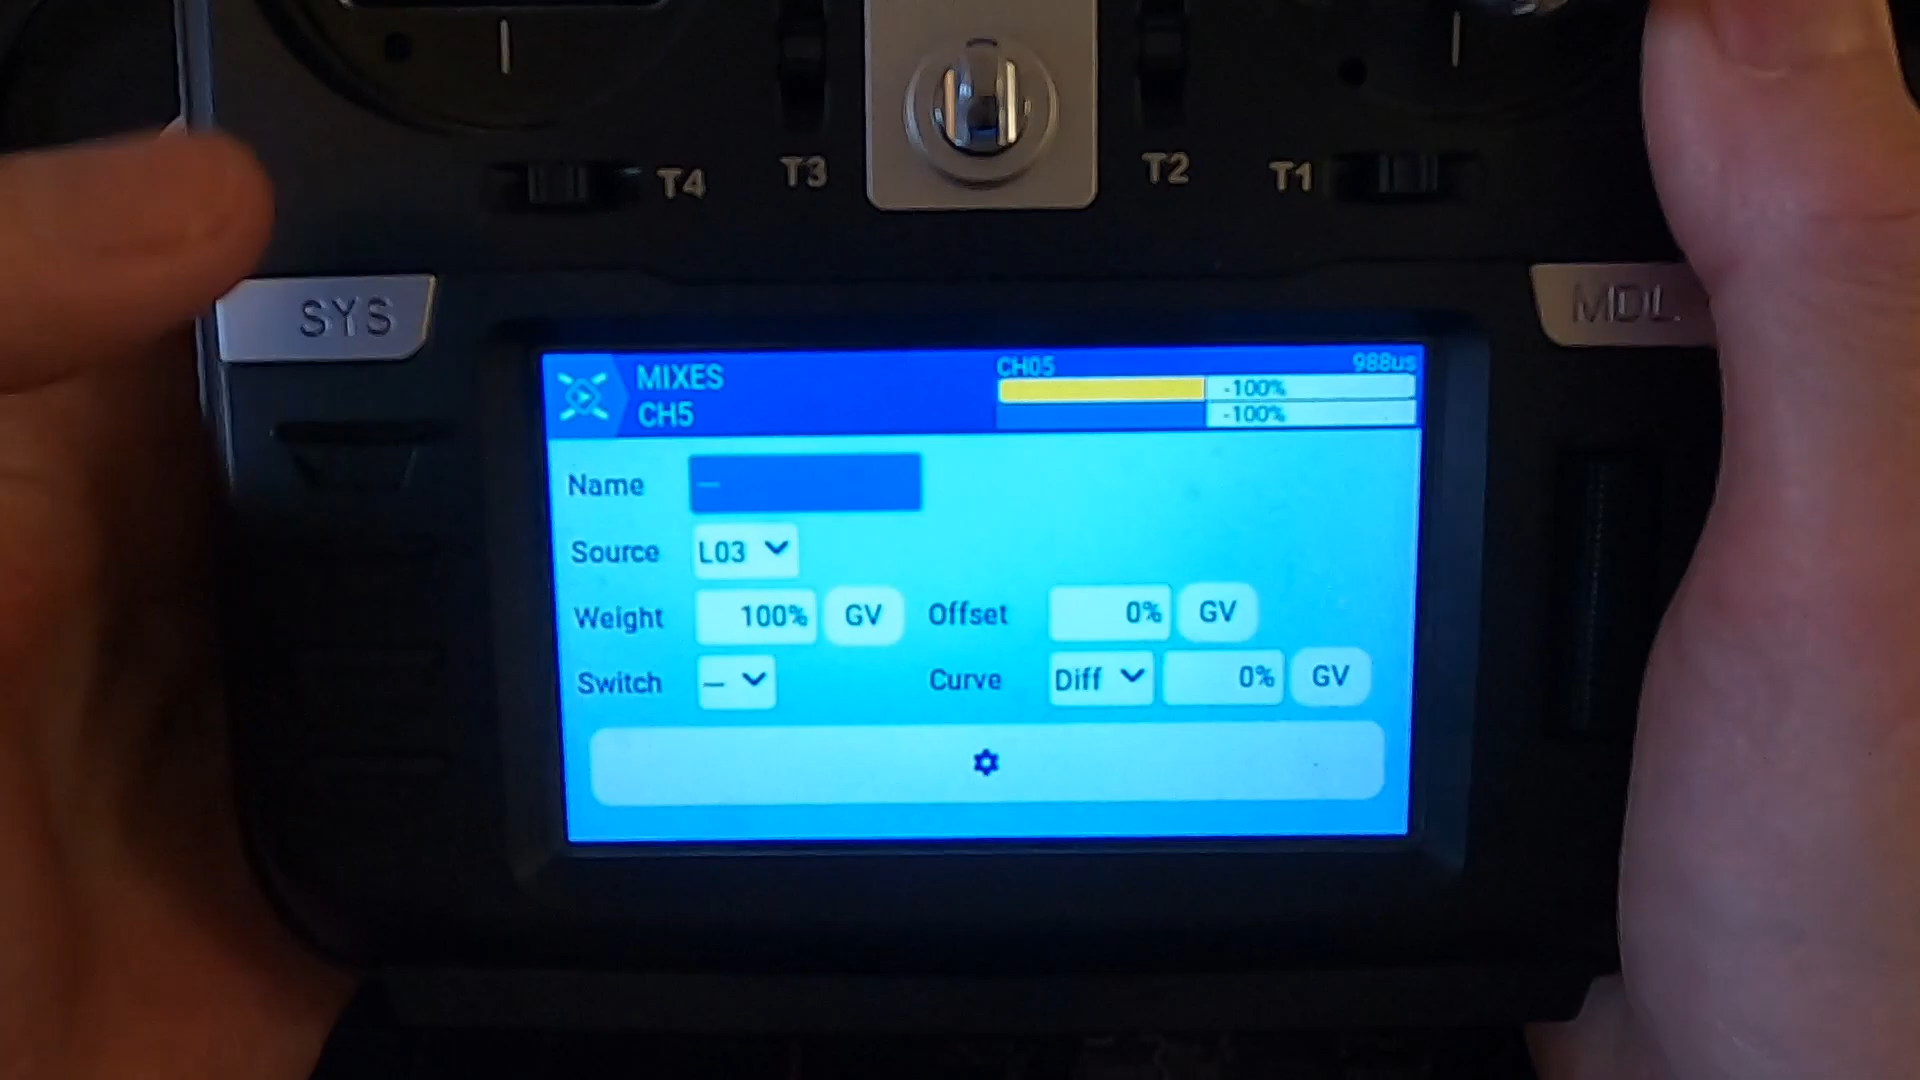 T4 T3 T2 T1
SYS
MDL
MIXES
CH5
CH05 988us
-100%
-100%
Name —
Source L03
Weight 100% GV Offset 0% GV
Switch — Curve Diff 0% GV